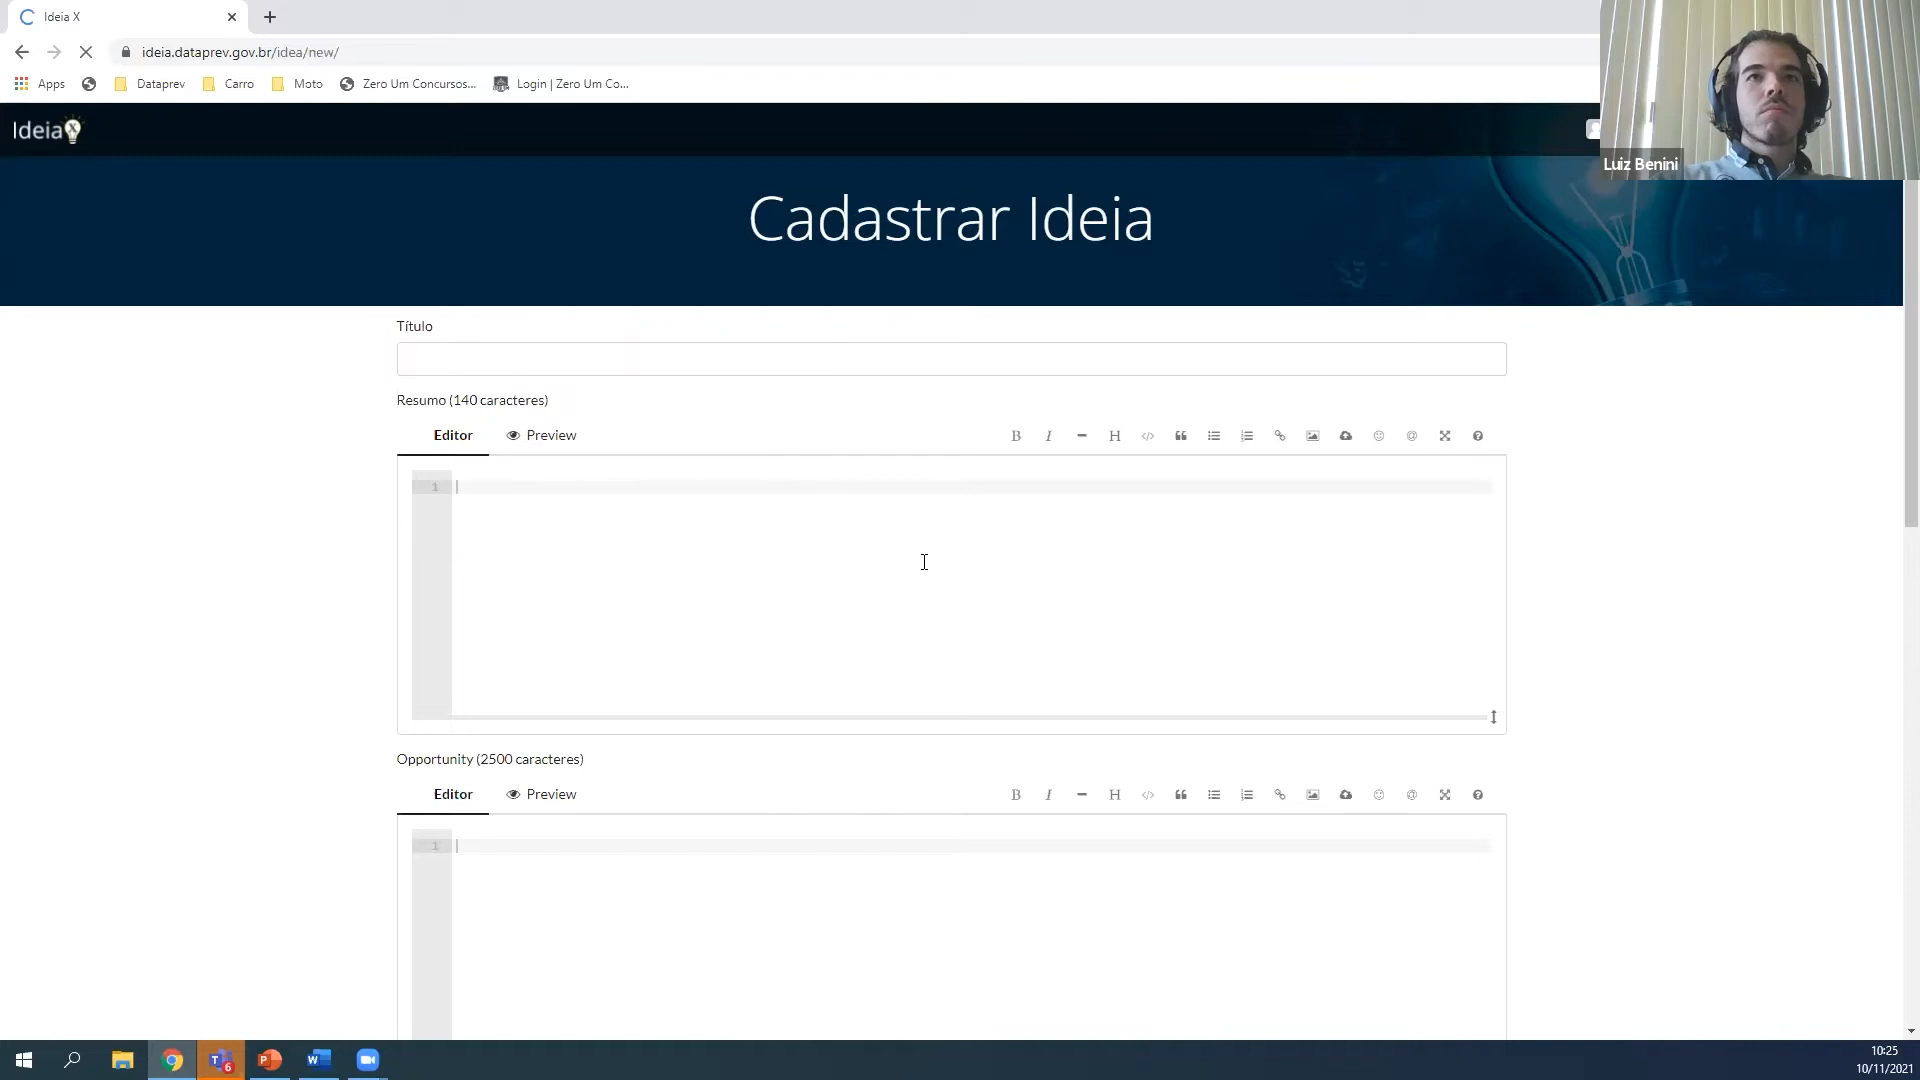 Ideia X
ideia.dataprev.gov.br/idea/new/
Apps Dataprev Carro Moto Zero Um Concursos... Login | Zero Um Co...
Ideia X
Luiz Benini
Cadastrar Ideia
Título
Resumo (140 caracteres)
Editor Preview B I H
1
Opportunity (2500 caracteres)
Editor Preview B I H
1
10:25
10/11/2021
6